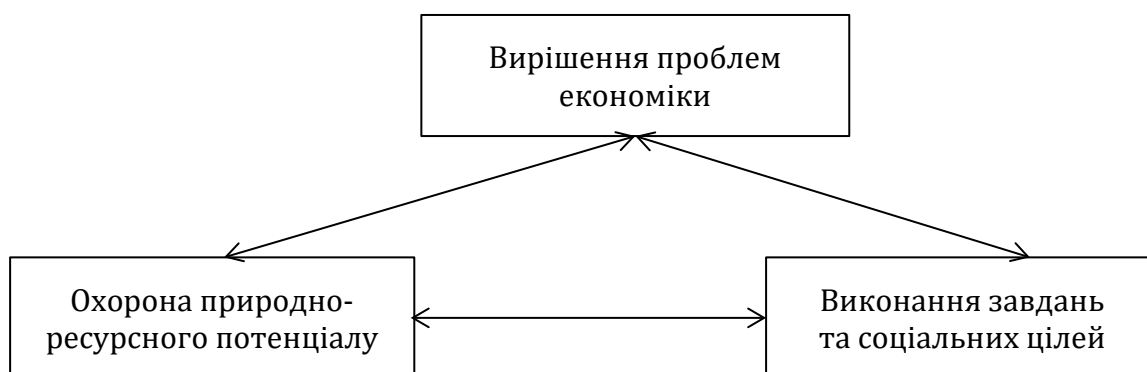 Вирішення проблем
економіки
Охорона природно-
ресурсного потенціалу
Виконання завдань
та соціальних цілей